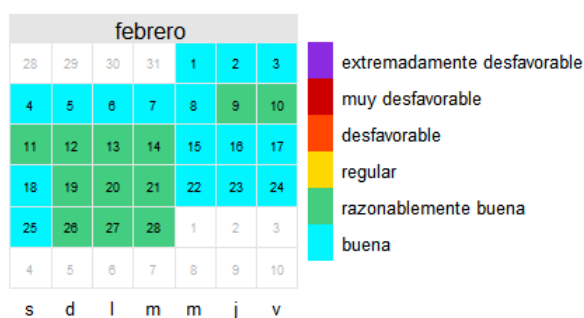 febrero
28 29 30 31 1 2 3
4 5 6 7 8 9 10
11 12 13 14 15 16 17
18 19 20 21 22 23 24
25 26 27 28 1 2 3
4 5 6 7 8 9 10
s d l m m j v
extremadamente desfavorable
muy desfavorable
desfavorable
regular
razonablemente buena
buena